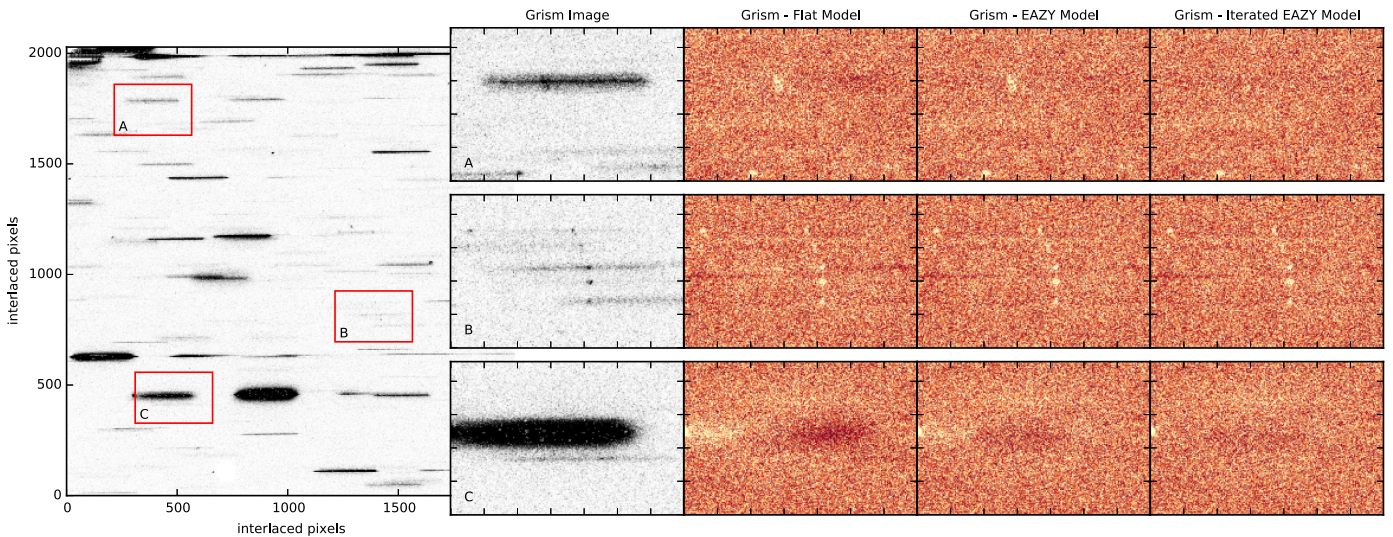 Grism Image
Grism - Flat Model
Grism - EAZY Model
Grism - Iterated EAZY Model
2000
1500
1000
500
0
interlaced pixels
0
500
1000
1500
interlaced pixels
A
B
C
A
B
C